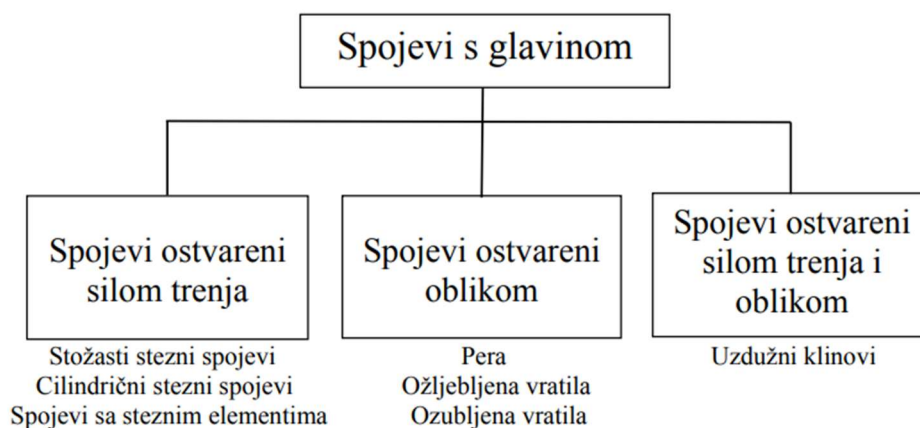 Spojevi s glavinom
Spojevi ostvareni
silom trenja
Stožasti stezni spojevi
Cilindrični stezni spojevi
Spojevi sa steznim elementima
Spojevi ostvareni
oblikom
Pera
Ožljebljena vratila
Ozubljena vratila
Spojevi ostvareni
silom trenja i
oblikom
Uzdužni klinovi